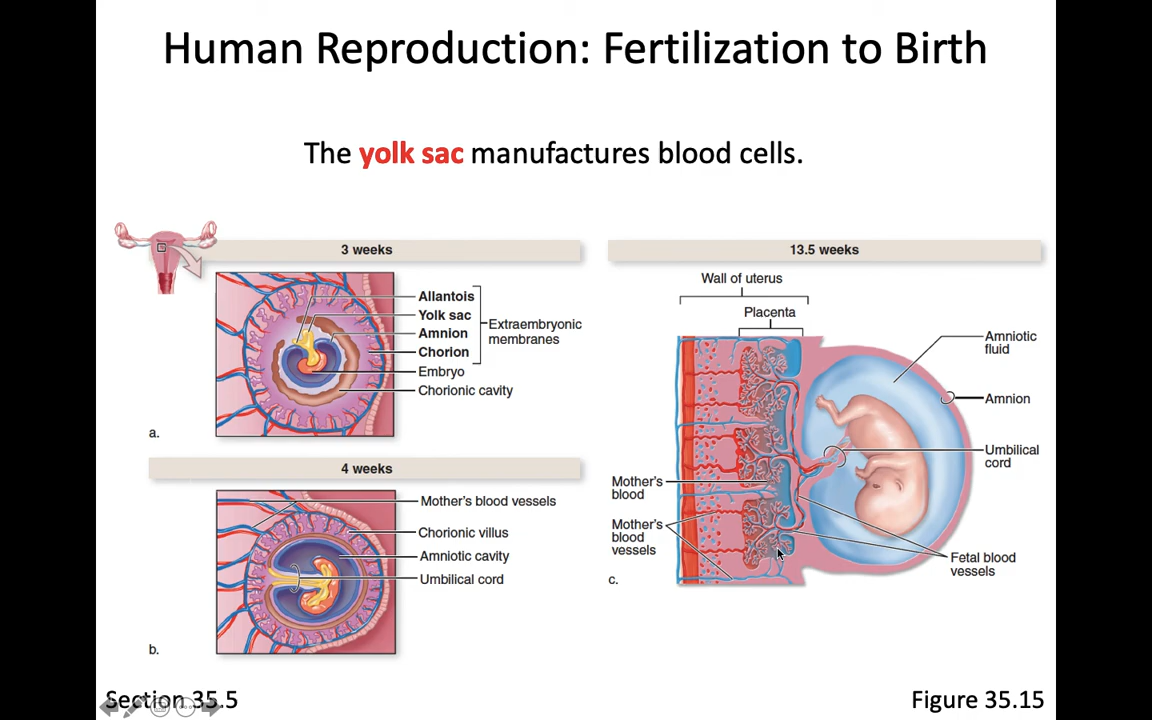 Human Reproduction: Fertilization to Birth
The yolk sac manufactures blood cells.
3 weeks
Allantois
Yolk sac
Amnion
Chorion
Extraembryonic
membranes
Embryo
Chorionic cavity
a.
4 weeks
Mother's blood vessels
Chorionic villus
Amniotic cavity
Umbilical cord
b.
13.5 weeks
Wall of uterus
Placenta
Amniotic
fluid
Amnion
Umbilical
cord
Mother's
blood
Mother's
blood
vessels
Fetal blood
vessels
c.
Section 35.5
Figure 35.15